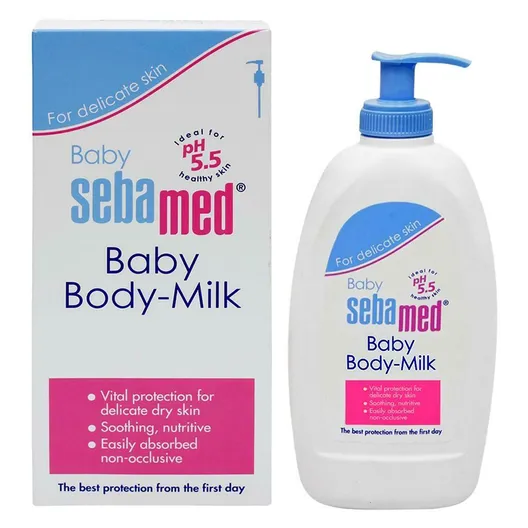 For delicate skin
Baby
sebamed®
Ideal for
pH
5.5
healthy skin
Baby
Body-Milk
• Vital protection for
delicate dry skin
• Soothing, nutritive
• Easily absorbed
non-occlusive
The best protection from the first day
For delicate skin
Baby
sebamed®
Ideal for
pH
5.5
healthy skin
Baby
Body-Milk
• Vital protection for
delicate dry skin
• Soothing, nutritive
• Easily absorbed
non-occlusive
The best protection from the first day